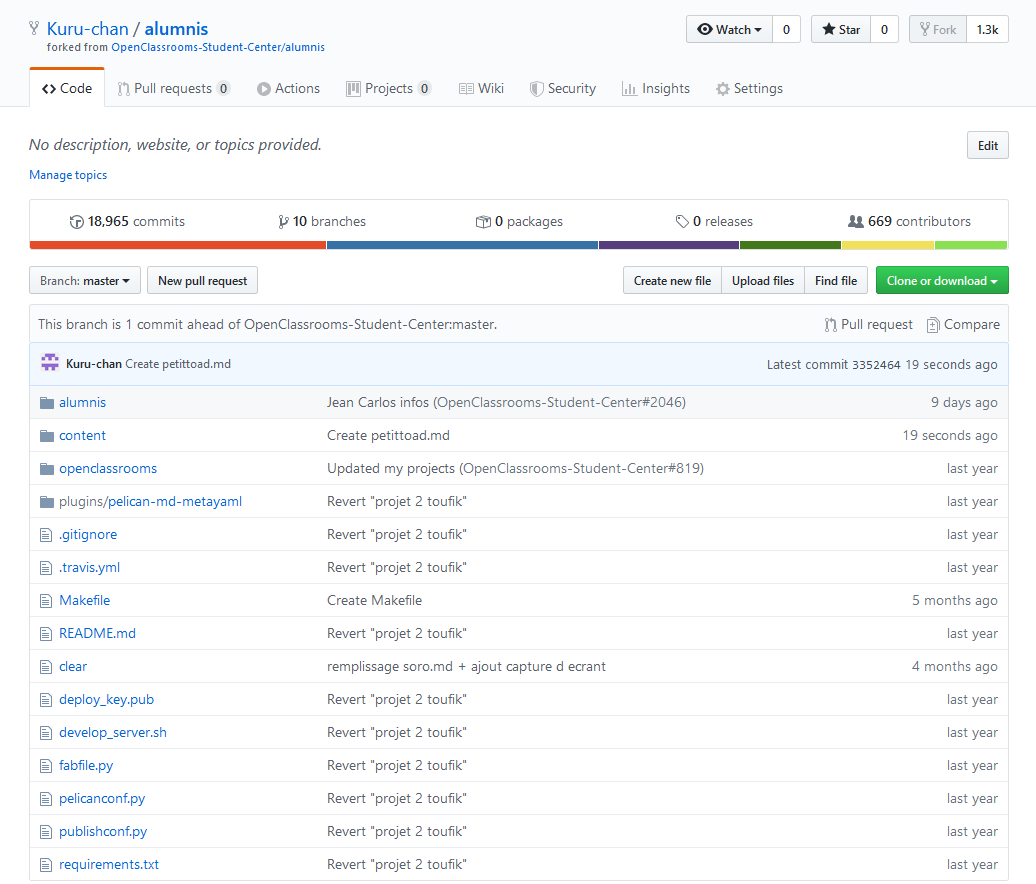 Kuru-chan / alumnis
forked from OpenClassrooms-Student-Center/alumnis
Watch 0 Star 0 Fork 1.3k
Code Pull requests 0 Actions Projects 0 Wiki Security Insights Settings
No description, website, or topics provided. Edit
Manage topics
18,965 commits 10 branches 0 packages 0 releases 669 contributors
Branch: master New pull request Create new file Upload files Find file Clone or download
This branch is 1 commit ahead of OpenClassrooms-Student-Center:master. Pull request Compare
Kuru-chan Create petittoad.md Latest commit 3352464 19 seconds ago
alumnis Jean Carlos infos (OpenClassrooms-Student-Center#2046) 9 days ago
content Create petittoad.md 19 seconds ago
openclassrooms Updated my projects (OpenClassrooms-Student-Center#819) last year
plugins/pelican-md-metayaml Revert "projet 2 toufik" last year
.gitignore Revert "projet 2 toufik" last year
.travis.yml Revert "projet 2 toufik" last year
Makefile Create Makefile 5 months ago
README.md Revert "projet 2 toufik" last year
clear remplissage soro.md + ajout capture d ecrant 4 months ago
deploy_key.pub Revert "projet 2 toufik" last year
develop_server.sh Revert "projet 2 toufik" last year
fabfile.py Revert "projet 2 toufik" last year
pelicanconf.py Revert "projet 2 toufik" last year
publishconf.py Revert "projet 2 toufik" last year
requirements.txt Revert "projet 2 toufik" last year